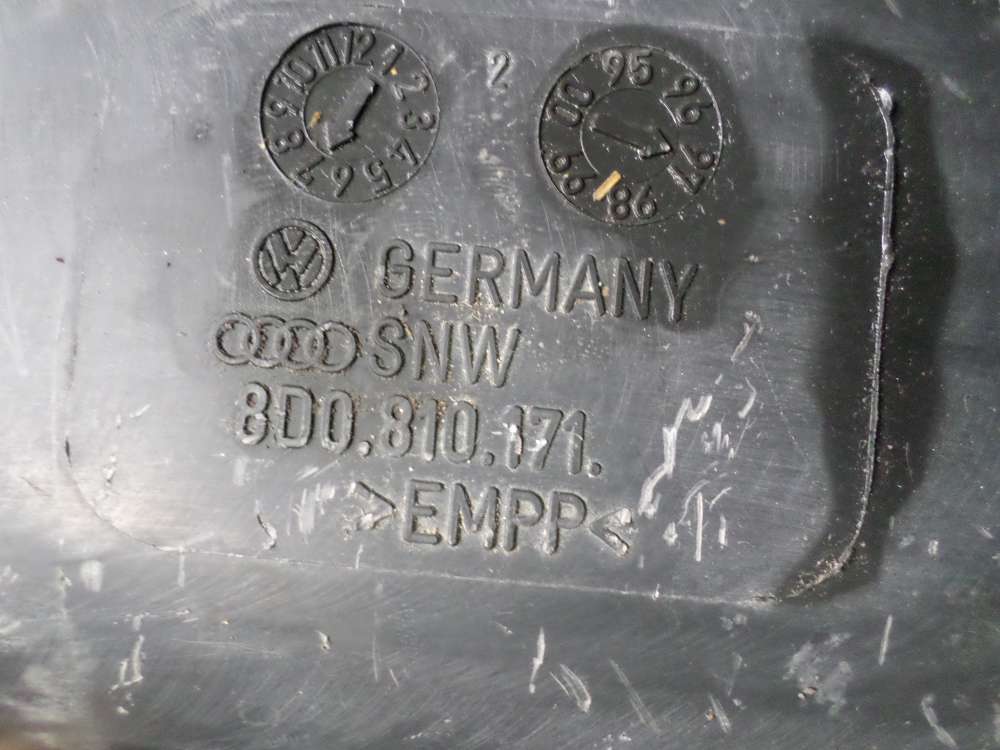 1 2 3 4 5 6 7 8 9 10 11 12
2
95 96 97 98 99 00
GERMANY
SNW
8D0.810.171.
>EMPP<